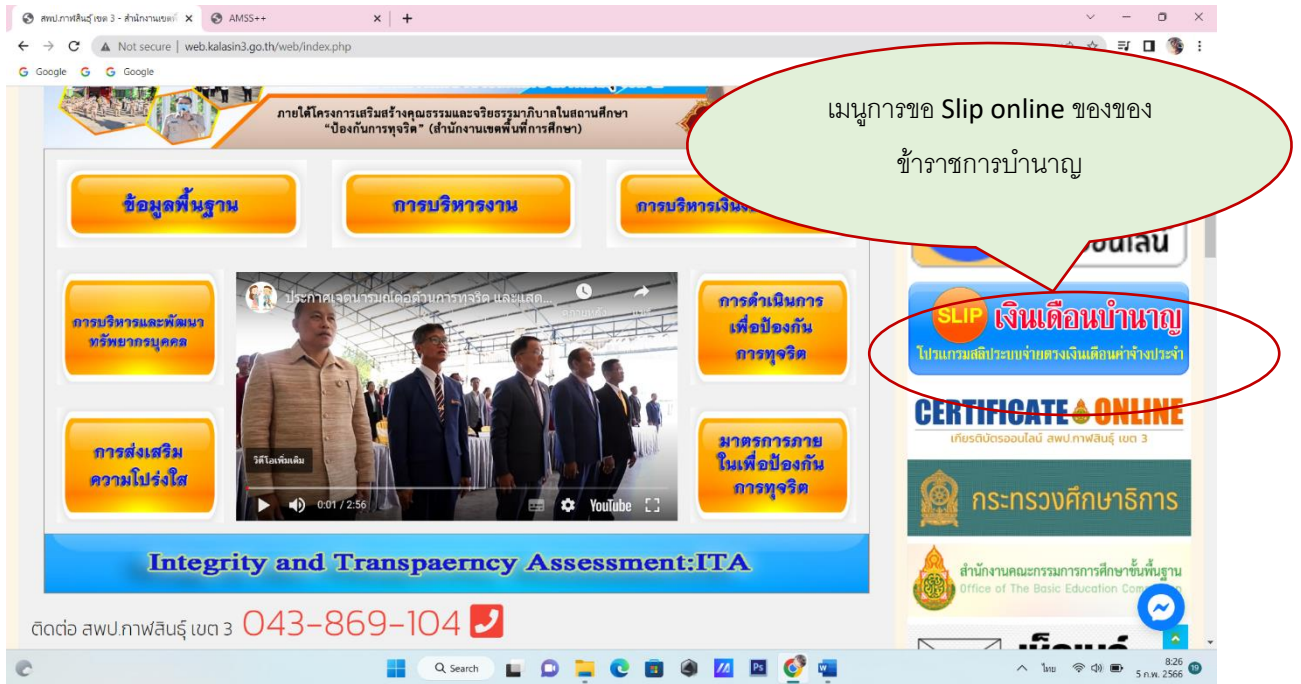 สพป.กาฬสินธุ์ เขต 3 - สำนักงานเขตพื
AMSS++
Not secure
web.kalasin3.go.th/web/index.php
Google
Google
เมนูการขอ Slip online ของของ
ข้าราชการบำนาญ
ภายใต้โครงการเสริมสร้างคุณธรรมและจริยธรรมาภิบาลในสถานศึกษา
“ป้องกันการทุจริต” (สำนักงานเขตพื้นที่การศึกษา)
ข้อมูลพื้นฐาน
การบริหารงาน
การบริหารเงิน
การบริหารและพัฒนา
ทรัพยากรบุคคล
ประกาศเจตนารมณ์ต่อต้านการทุจริต และแสด...
การดำเนินการ
เพื่อป้องกัน
การทุจริต
SLIP เงินเดือนบำนาญ
โปรแกรมสลิประบบจ่ายตรงเงินเดือนค่าจ้างประจำ
CERTIFICATE ONLINE
เกียรติบัตรออนไลน์ สพป.กาฬสินธุ์ เขต 3
การส่งเสริม
ความโปร่งใส
วิดีโอเพิ่มเติม
0:01 / 2:56
YouTube
มาตรการภาย
ในเพื่อป้องกัน
การทุจริต
กระทรวงศึกษาธิการ
Integrity and Transpaerncy Assessment:ITA
สำนักงานคณะกรรมการการศึกษาขั้นพื้นฐาน
Office of The Basic Education
ติดต่อ สพป.กาฬสินธุ์ เขต 3 043-869-104
Search
ไทย
8:26
5 ก.พ. 2566
19